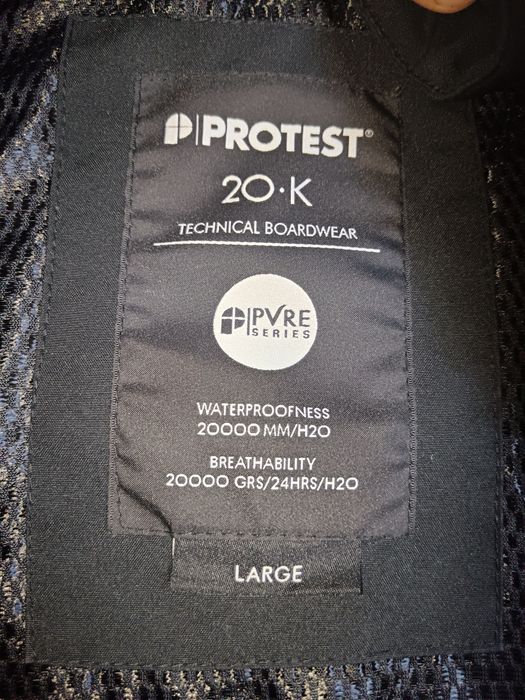 PROTEST®
20·K
TECHNICAL BOARDWEAR
PVRE
SERIES
WATERPROOFNESS
20000 MM/H2O
BREATHABILITY
20000 GRS/24HRS/H2O
LARGE